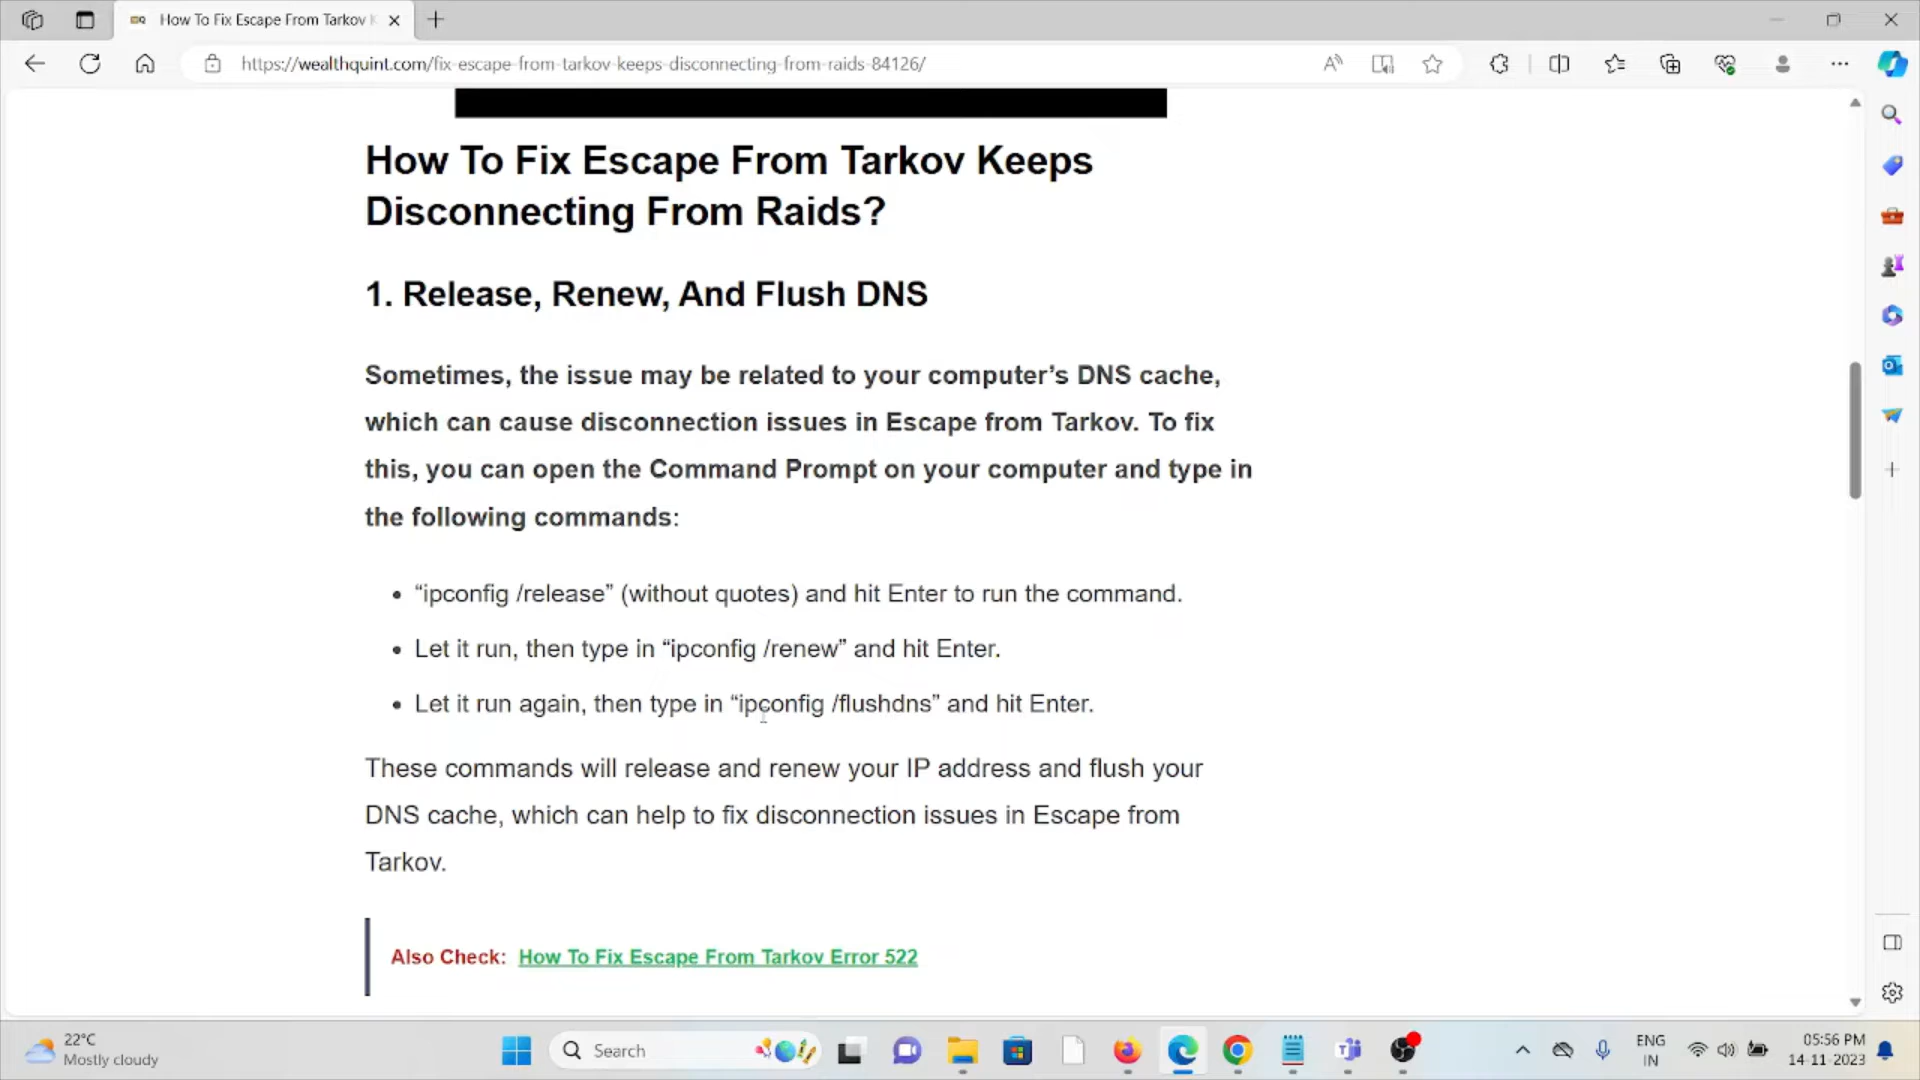 How To Fix Escape From Tarkov
https://wealthquint.com/fix-escape-from-tarkov-keeps-disconnecting-from-raids-84126/
How To Fix Escape From Tarkov Keeps
Disconnecting From Raids?
1. Release, Renew, And Flush DNS
Sometimes, the issue may be related to your computer’s DNS cache,
which can cause disconnection issues in Escape from Tarkov. To fix
this, you can open the Command Prompt on your computer and type in
the following commands:
• “ipconfig /release” (without quotes) and hit Enter to run the command.
• Let it run, then type in “ipconfig /renew” and hit Enter.
• Let it run again, then type in “ipconfig /flushdns” and hit Enter.
These commands will release and renew your IP address and flush your
DNS cache, which can help to fix disconnection issues in Escape from
Tarkov.
Also Check: How To Fix Escape From Tarkov Error 522
22°C
Mostly cloudy
Search
ENG
IN
05:56 PM
14-11-2023